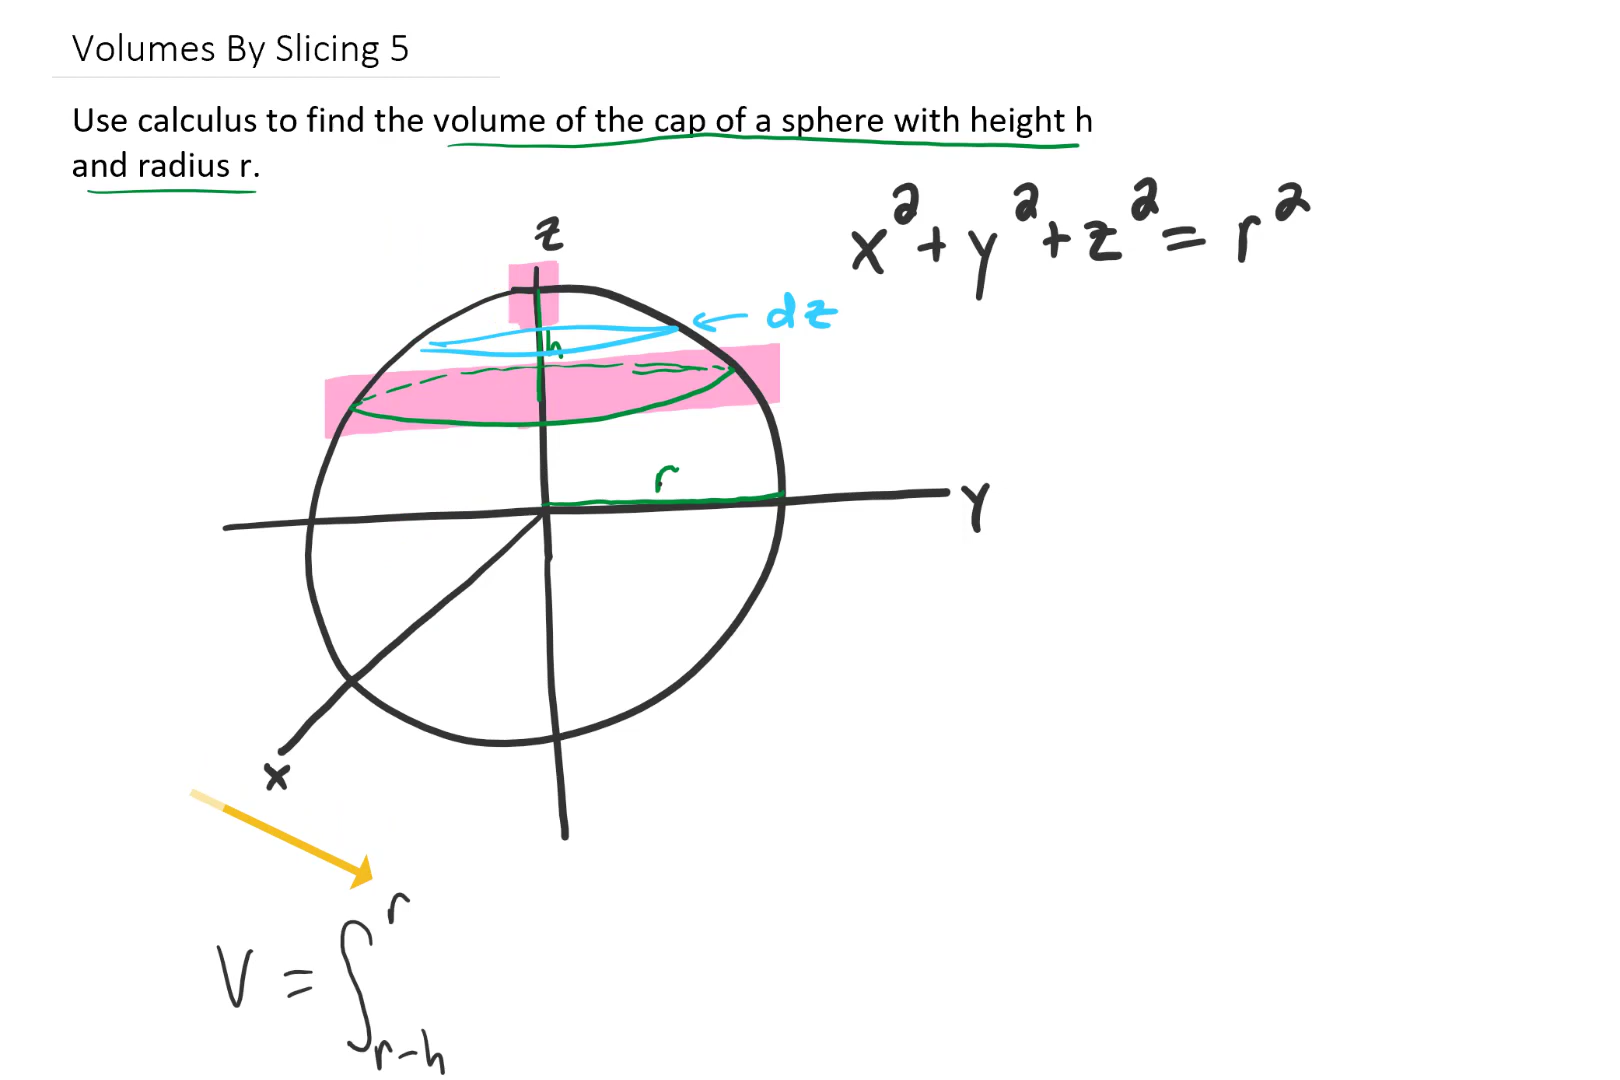 Volumes By Slicing 5
Use calculus to find the volume of the cap of a sphere with height h
and radius r.
x² + y² + z² = r²
z
dz
h
r
Y
x
V = ∫_{r-h}^{r}